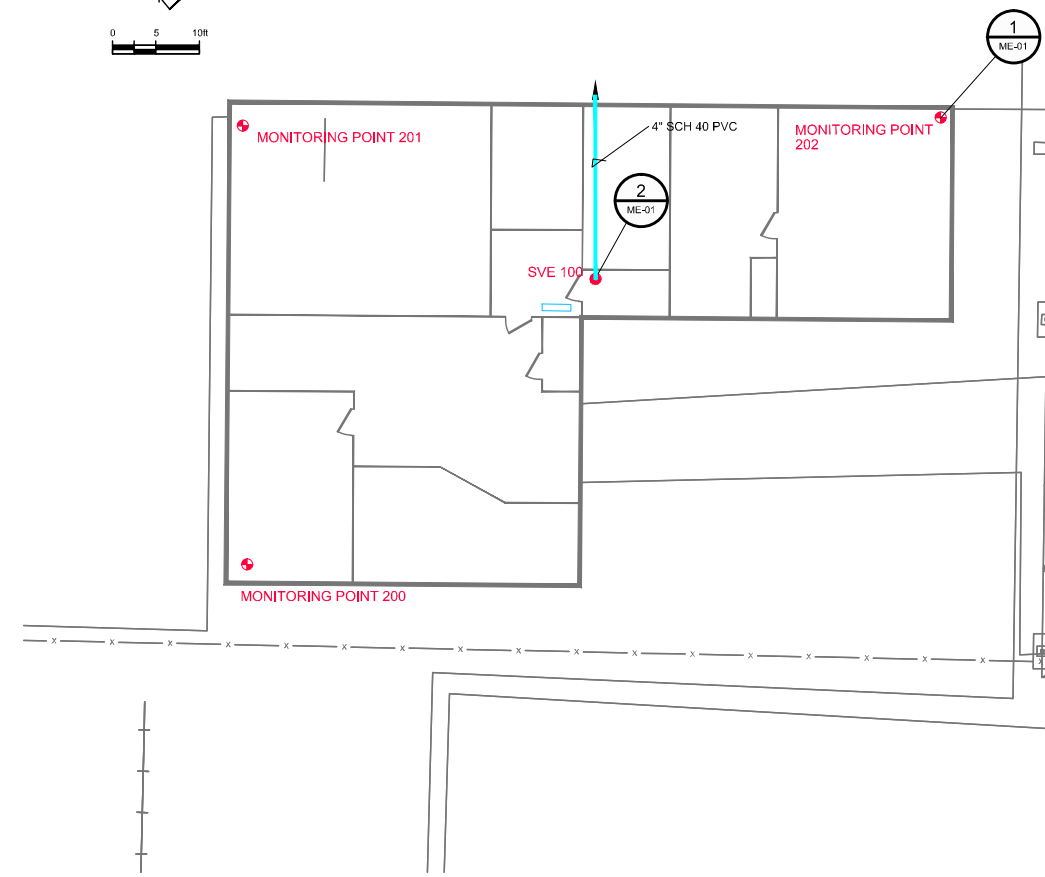 0 5 10ft
1
ME-01
4" SCH 40 PVC
MONITORING POINT 201
MONITORING POINT
202
2
ME-01
SVE 100
MONITORING POINT 200
x x x x x x x x x x x x x x x x x x